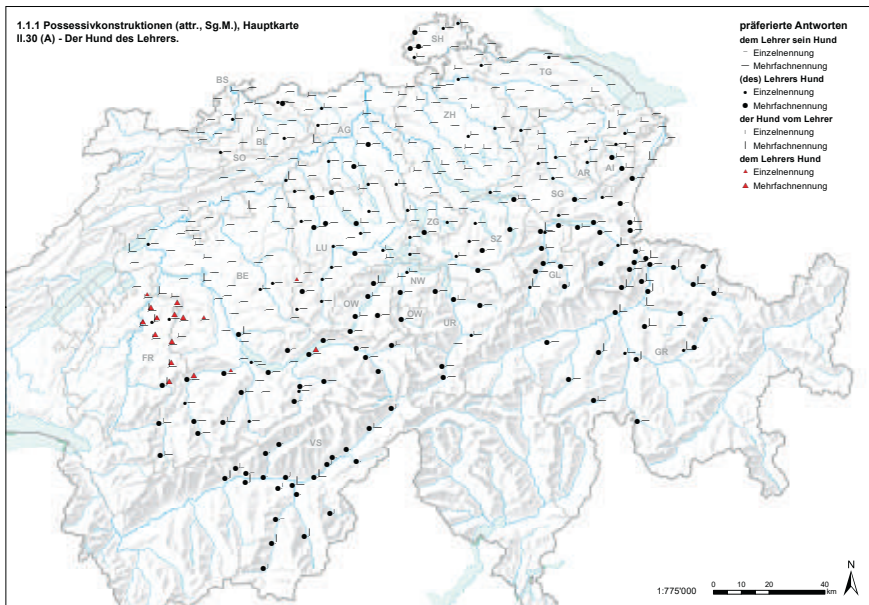 1.1.1 Possessivkonstruktionen (attr., Sg.M.), Hauptkarte
II.30 (A) - Der Hund des Lehrers.
präferierte Antworten
dem Lehrer sein Hund
Einzelnennung
Mehrfachnennung
(des) Lehrers Hund
Einzelnennung
Mehrfachnennung
der Hund vom Lehrer
Einzelnennung
Mehrfachnennung
dem Lehrers Hund
Einzelnennung
Mehrfachnennung
SH
TG
BS
BL
AG
ZH
SO
AR
AI
SG
ZG
LU
SZ
BE
NW
GL
OW
OW
UR
FR
GR
VS
1:775'000
0 10 20 40
km
N